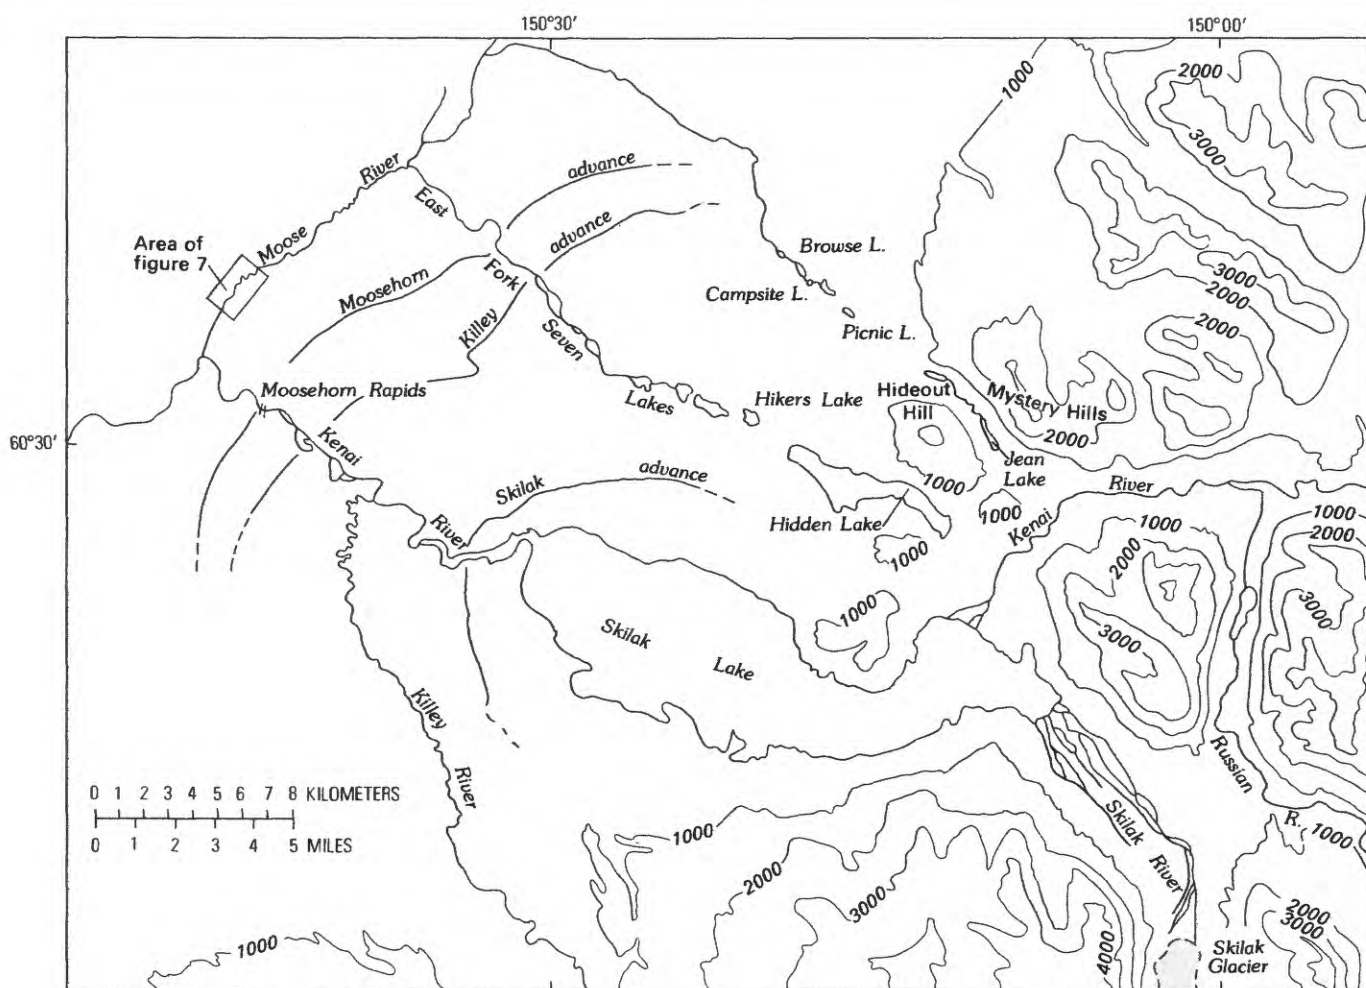 150°30′
150°00′
1000
2000
3000
River
East
advance
Moose
Area of
figure 7
advance
Browse L.
Fork
Moosehorn
Campsite L.
3000
2000
2000
Killey
Seven
Picnic L.
Moosehorn Rapids
Lakes
Hikers Lake
Hideout
Hill
Mystery Hills
2000
60°30′
Kenai
Jean
Lake
Skilak
advance
1000
River
1000
Hidden Lake
Kenai
1000
River
1000
1000
2000
2000
1000
3000
3000
Skilak
Lake
Killey
River
Russian
R.
1000
0 1 2 3 4 5 6 7 8 KILOMETERS
0 1 2 3 4 5 MILES
1000
Skilak
River
2000
3000
4000
2000
3000
1000
Skilak
Glacier